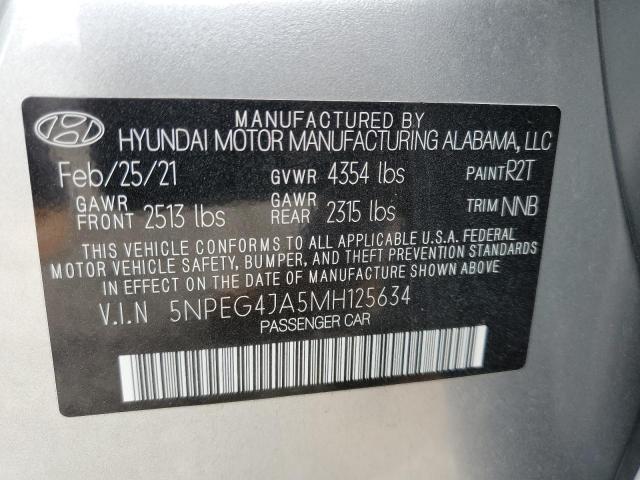 MANUFACTURED BY
HYUNDAI MOTOR MANUFACTURING ALABAMA, LLC
Feb/25/21 GVWR 4354 lbs PAINT R2T
GAWR FRONT 2513 lbs GAWR REAR 2315 lbs TRIM NNB
THIS VEHICLE CONFORMS TO ALL APPLICABLE U.S.A. FEDERAL
MOTOR VEHICLE SAFETY, BUMPER, AND THEFT PREVENTION STANDARDS
IN EFFECT ON THE DATE OF MANUFACTURE SHOWN ABOVE
V.I.N 5NPEG4JA5MH125634
PASSENGER CAR